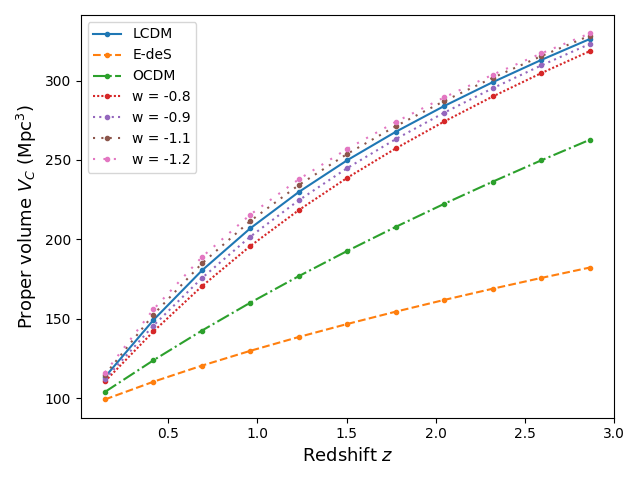 LCDM
E-deS
OCDM
w = -0.8
w = -0.9
w = -1.1
w = -1.2
Proper volume $V_C$ (Mpc$^3$)
300
250
200
150
100
0.5 1.0 1.5 2.0 2.5 3.0
Redshift $z$